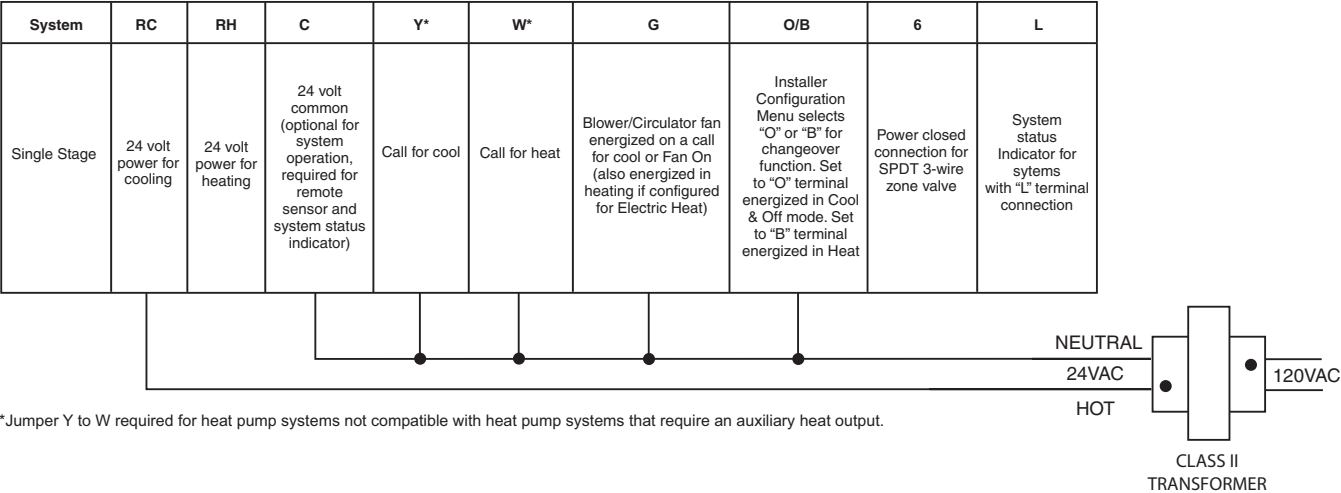 System RC RH C Y* W* G O/B 6 L
Single Stage
24 volt
power for
cooling
24 volt
power for
heating
24 volt
common
(optional for
system
operation,
required for
remote
sensor and
system status
indicator)
Call for cool
Call for heat
Blower/Circulator fan
energized on a call
for cool or Fan On
(also energized in
heating if configured
for Electric Heat)
Installer
Configuration
Menu selects
“O” or “B” for
changeover
function. Set
to “O” terminal
energized in Cool
& Off mode. Set
to “B” terminal
energized in Heat
Power closed
connection for
SPDT 3-wire
zone valve
System
status
Indicator for
sytems
with “L” terminal
connection
NEUTRAL
24VAC
HOT
120VAC
*Jumper Y to W required for heat pump systems not compatible with heat pump systems that require an auxiliary heat output.
CLASS II
TRANSFORMER